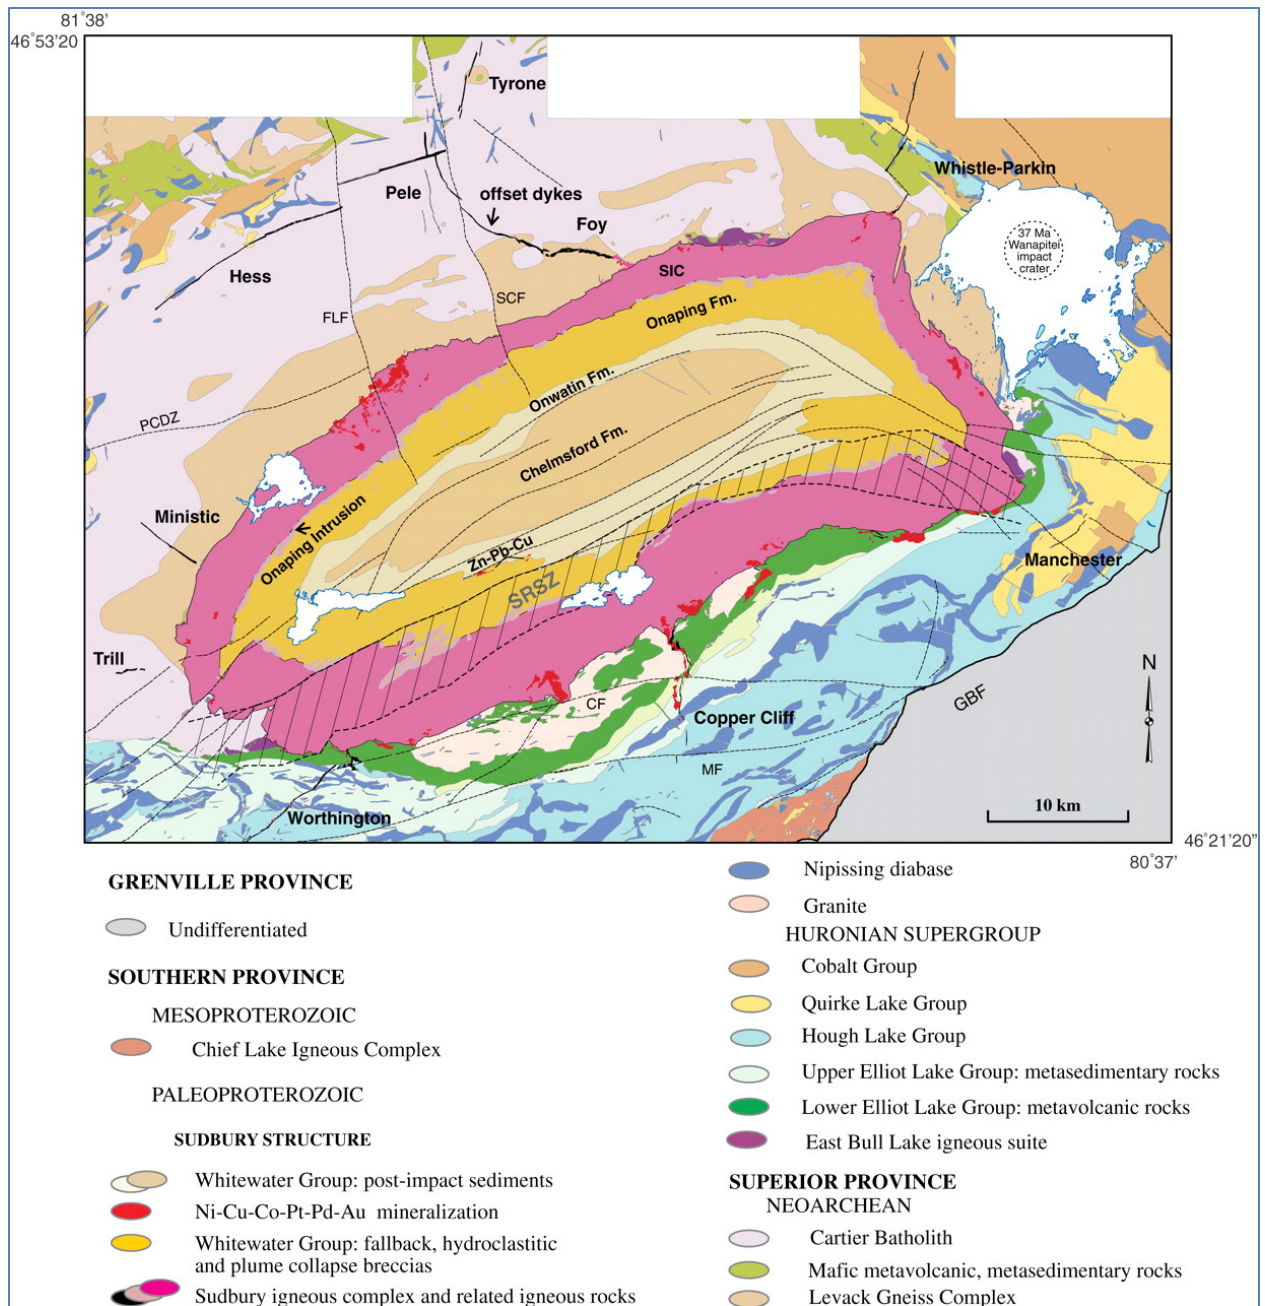 81°38’
46°53’20
Tyrone
Whistle-Parkin
Pele
offset dykes
Foy
37 Ma
Wanapitei
impact
crater
Hess
SIC
SCF
Onaping Fm.
FLF
Onwatin Fm.
PCDZ
Chelmsford Fm.
Ministic
Onaping Intrusion
Zn-Pb-Cu
SRSZ
Manchester
Trill
N
CF
GBF
Copper Cliff
MF
10 km
Worthington
46°21’20”
80°37’
GRENVILLE PROVINCE
Undifferentiated
SOUTHERN PROVINCE
MESOPROTEROZOIC
Chief Lake Igneous Complex
PALEOPROTEROZOIC
SUDBURY STRUCTURE
Whitewater Group: post-impact sediments
Ni-Cu-Co-Pt-Pd-Au mineralization
Whitewater Group: fallback, hydroclastitic
and plume collapse breccias
Sudbury igneous complex and related igneous rocks
Nipissing diabase
Granite
HURONIAN SUPERGROUP
Cobalt Group
Quirke Lake Group
Hough Lake Group
Upper Elliot Lake Group: metasedimentary rocks
Lower Elliot Lake Group: metavolcanic rocks
East Bull Lake igneous suite
SUPERIOR PROVINCE
NEOARCHEAN
Cartier Batholith
Mafic metavolcanic, metasedimentary rocks
Levack Gneiss Complex